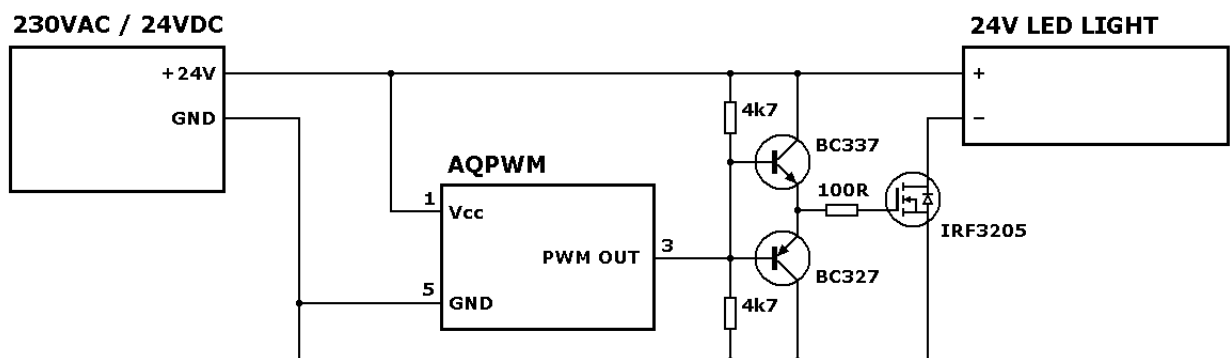 230VAC / 24VDC
24V LED LIGHT
+24V
+
GND
−
4k7
BC337
AQPWM
100R
1
Vcc
IRF3205
3
PWM OUT
BC327
5
GND
4k7